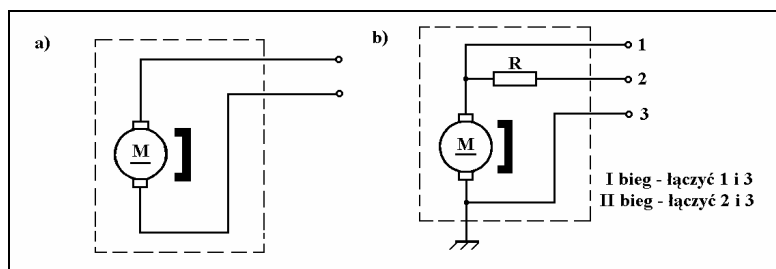 a)
M
b)
1
R
2
3
M
I bieg - łączyć 1 i 3
II bieg - łączyć 2 i 3